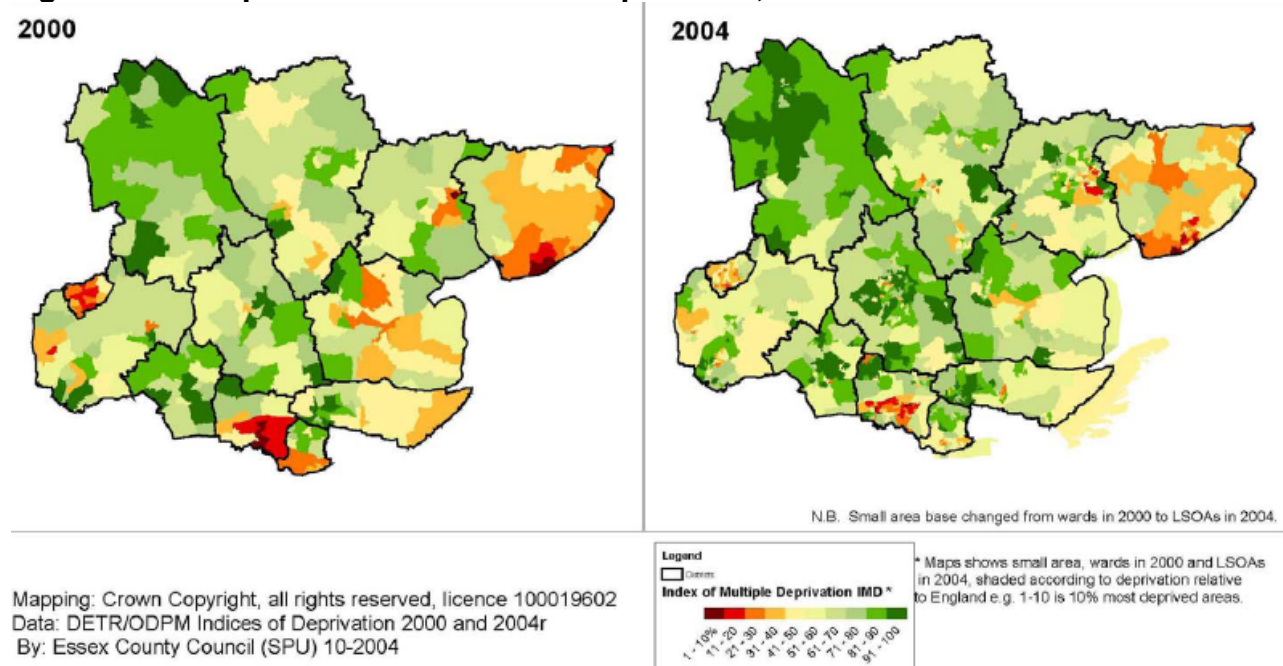 2000
2004
N.B. Small area base changed from wards in 2000 to LSOAs in 2004.
Mapping: Crown Copyright, all rights reserved, licence 100019602
Data: DETR/ODPM Indices of Deprivation 2000 and 2004r
By: Essex County Council (SPU) 10-2004
Legend
Districts
Index of Multiple Deprivation IMD *
1 - 10%
11 - 20
21 - 30
31 - 40
41 - 50
51 - 60
61 - 70
71 - 80
81 - 90
91 - 100
* Maps shows small area, wards in 2000 and LSOAs
in 2004, shaded according to deprivation relative
to England e.g. 1-10 is 10% most deprived areas.